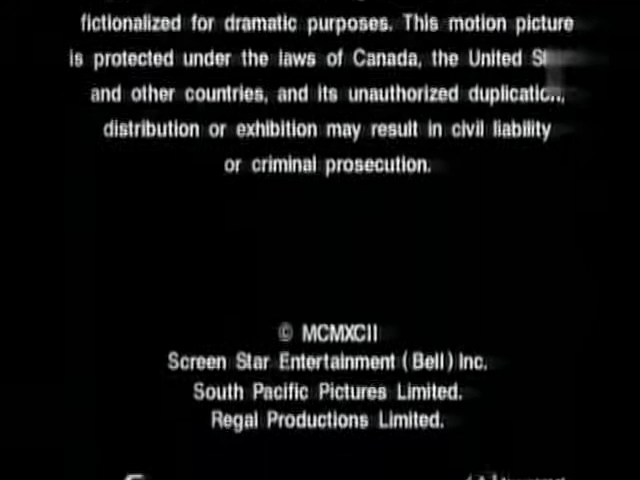 fictionalized for dramatic purposes. This motion picture
is protected under the laws of Canada, the United
and other countries, and its unauthorized duplication,
distribution or exhibition may result in civil liability
or criminal prosecution.
© MCMXCII
Screen Star Entertainment (Bell) Inc.
South Pacific Pictures Limited.
Regal Productions Limited.